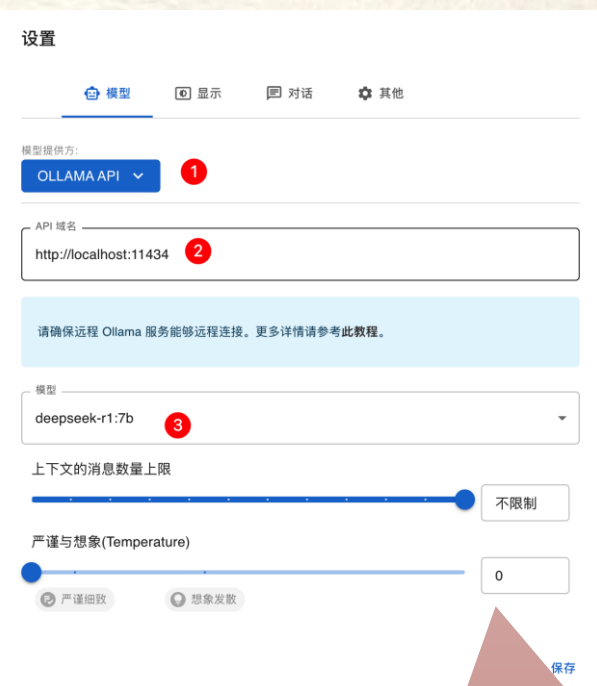 设置
模型 显示 对话 其他
模型提供方:
OLLAMA API 1
API 域名
http://localhost:11434 2
请确保远程 Ollama 服务能够远程连接。更多详情请参考此教程。
模型
deepseek-r1:7b 3
上下文的消息数量上限
不限制
严谨与想象(Temperature)
0
严谨细致 想象发散
保存